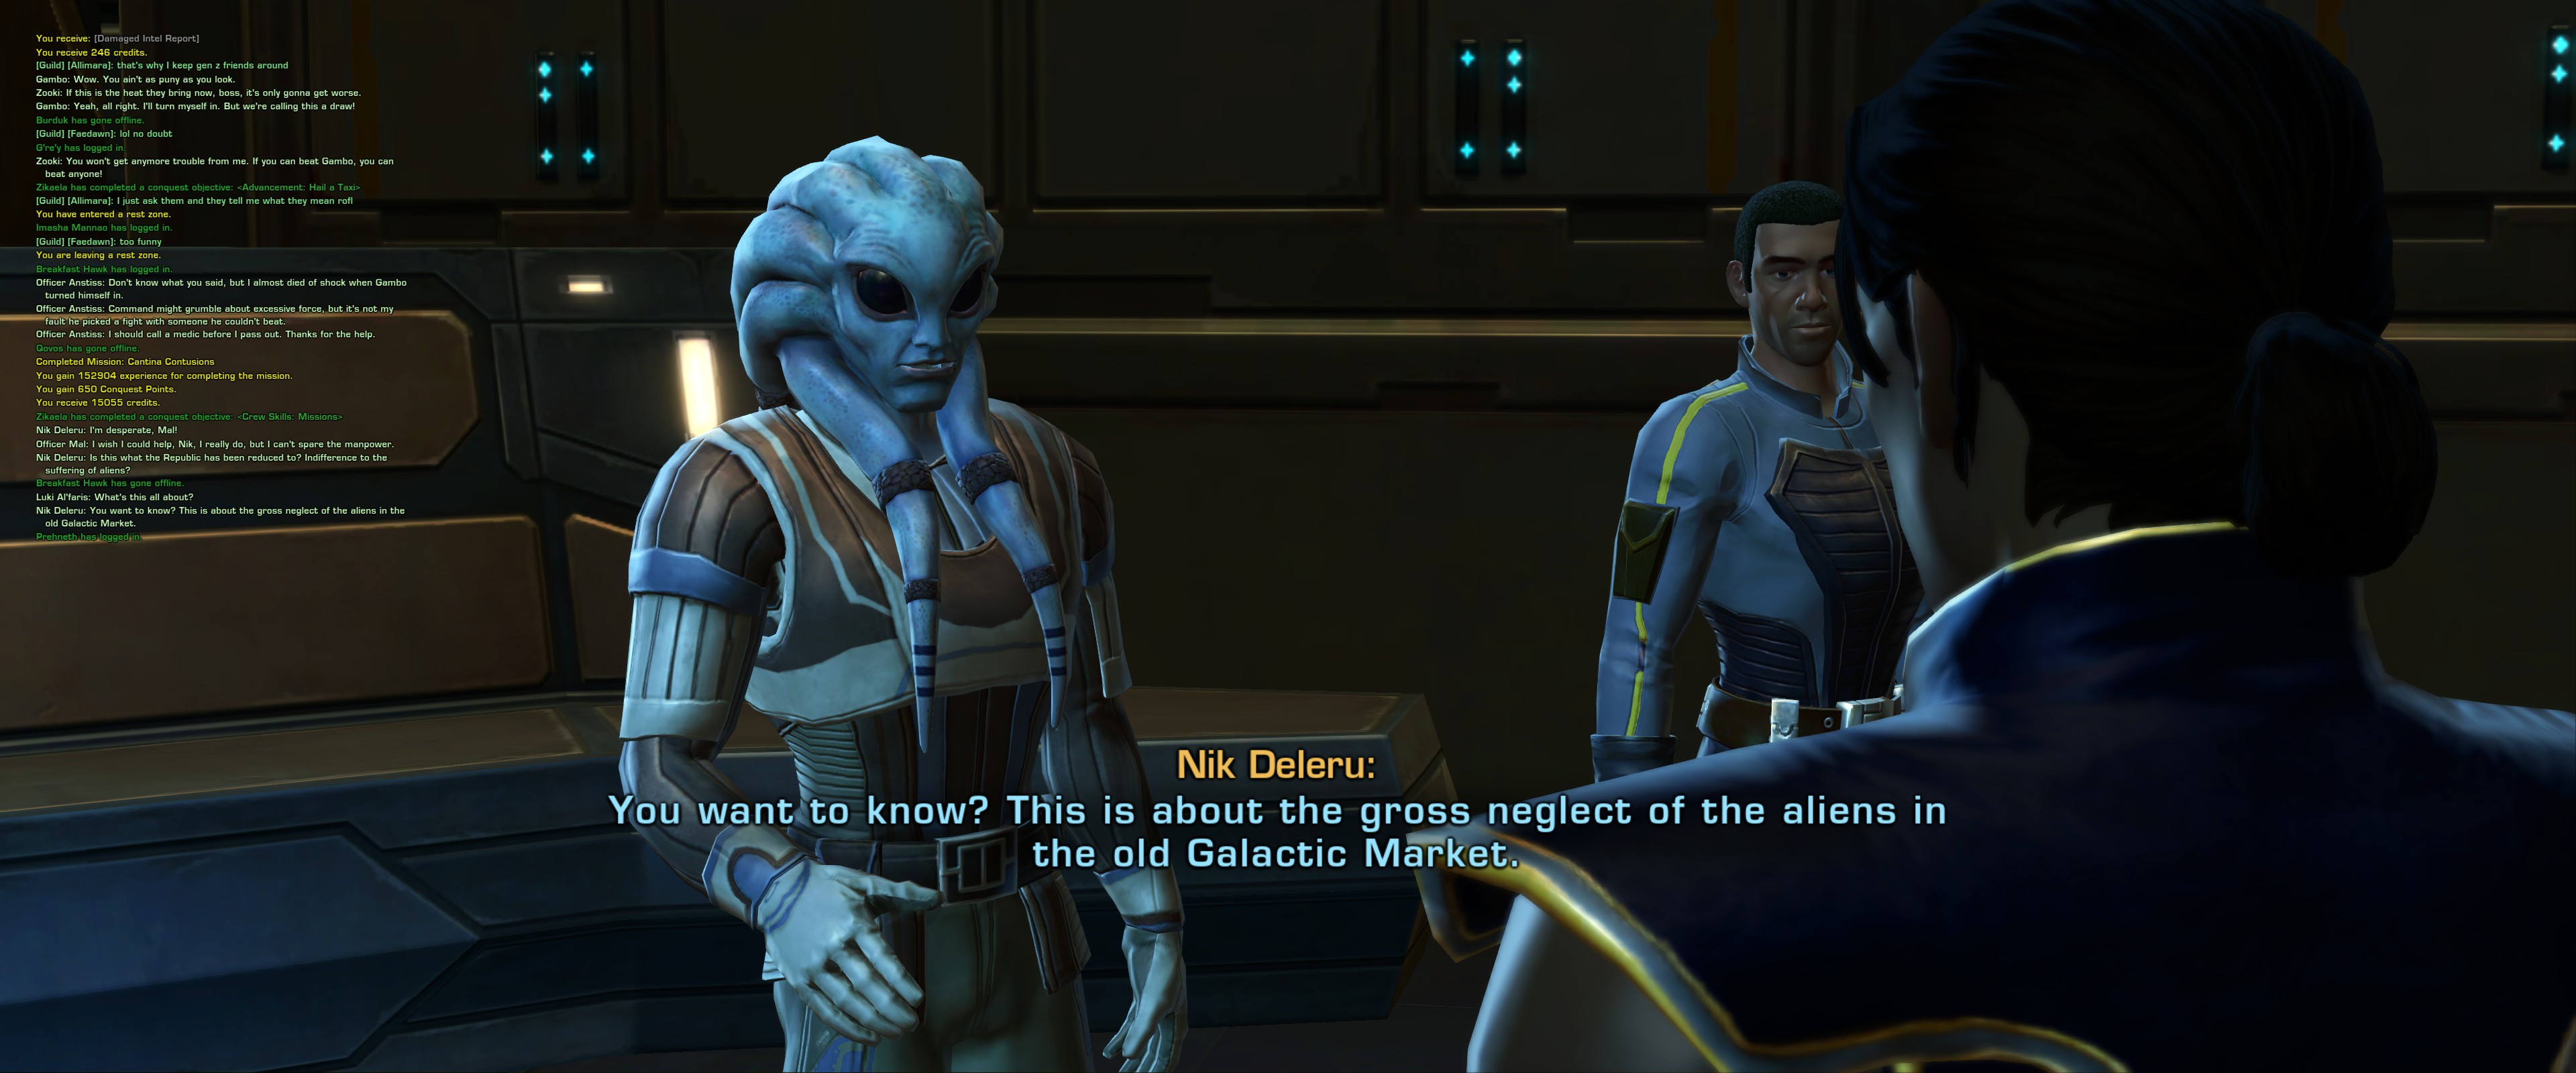 You receive: [Damaged Intel Report]
You receive 246 credits.
[Guild] [Allimara]: that's why I keep gen z friends around
Gambo: Wow. You ain't as puny as you look.
Zooki: If this is the heat they bring now, boss, it's only gonna get worse.
Gambo: Yeah, all right. I'll turn myself in. But we're calling this a draw!
Burduk has gone offline.
[Guild] [Faedawn]: lol no doubt
G're'y has logged in.
Zooki: You won't get anymore trouble from me. If you can beat Gambo, you can
beat anyone!
Zikaela has completed a conquest objective: <Advancement: Hail a Taxi>
[Guild] [Allimara]: I just ask them and they tell me what they mean rofl
You have entered a rest zone.
Imasha Mannao has logged in.
[Guild] [Faedawn]: too funny
You are leaving a rest zone.
Breakfast Hawk has logged in.
Officer Anstiss: Don't know what you said, but I almost died of shock when Gambo
turned himself in.
Officer Anstiss: Command might grumble about excessive force, but it's not my
fault he picked a fight with someone he couldn't beat.
Officer Anstiss: I should call a medic before I pass out. Thanks for the help.
Qovos has gone offline.
Completed Mission: Cantina Contusions
You gain 152904 experience for completing the mission.
You gain 650 Conquest Points.
You receive 15055 credits.
Zikaela has completed a conquest objective: <Crew Skills: Missions>
Nik Deleru: I'm desperate, Mal!
Officer Mal: I wish I could help, Nik, I really do, but I can't spare the manpower.
Nik Deleru: Is this what the Republic has been reduced to? Indifference to the
suffering of aliens?
Breakfast Hawk has gone offline.
Luki Al'faris: What's this all about?
Nik Deleru: You want to know? This is about the gross neglect of the aliens in the
old Galactic Market.
Prehneth has logged in.
Nik Deleru:
You want to know? This is about the gross neglect of the aliens in
the old Galactic Market.